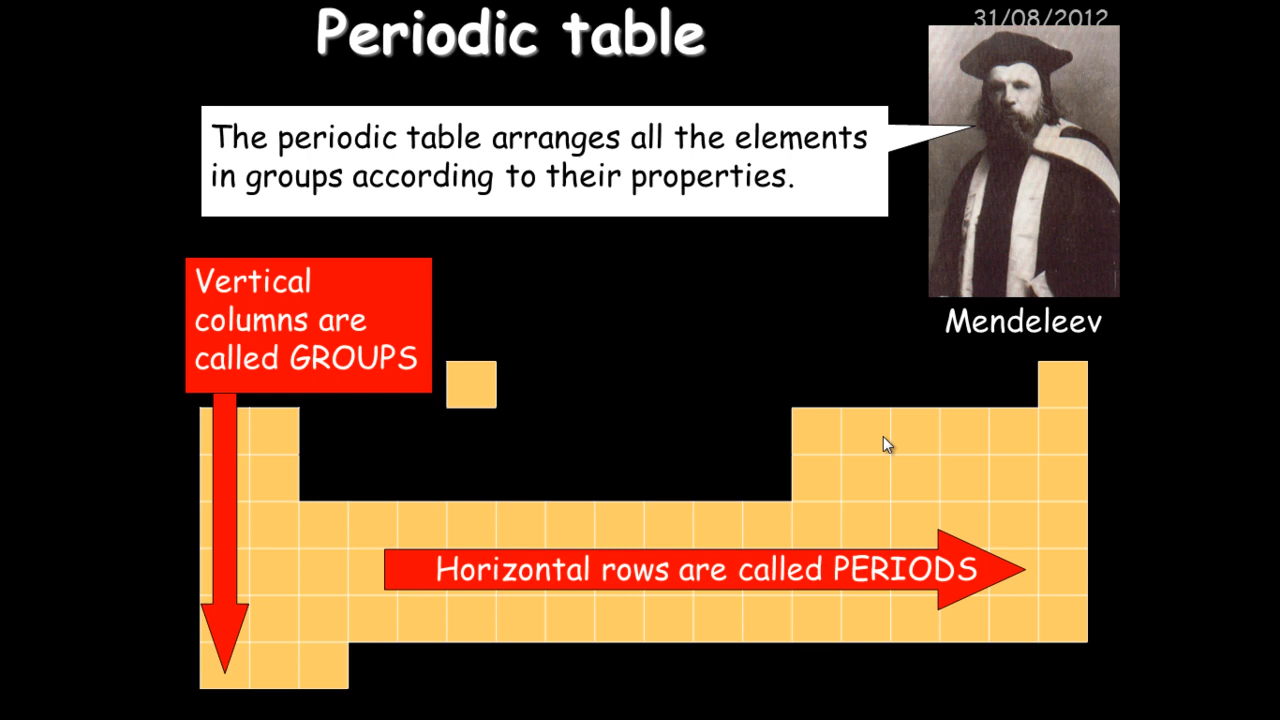 Periodic table
31/08/2012
The periodic table arranges all the elements
in groups according to their properties.
Vertical
columns are
called GROUPS
Mendeleev
Horizontal rows are called PERIODS